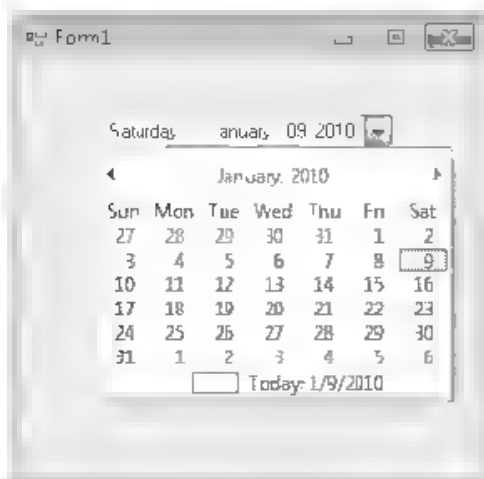 Form1
Saturday, anuary 09 2010
January, 2010
Sun Mon Tue Wed Thu Fri Sat
27 28 29 30 31 1 2
3 4 5 6 7 8 9
10 11 12 13 14 15 16
17 18 19 20 21 22 23
24 25 26 27 28 29 30
31 1 2 3 4 5 6
Today: 1/9/2010